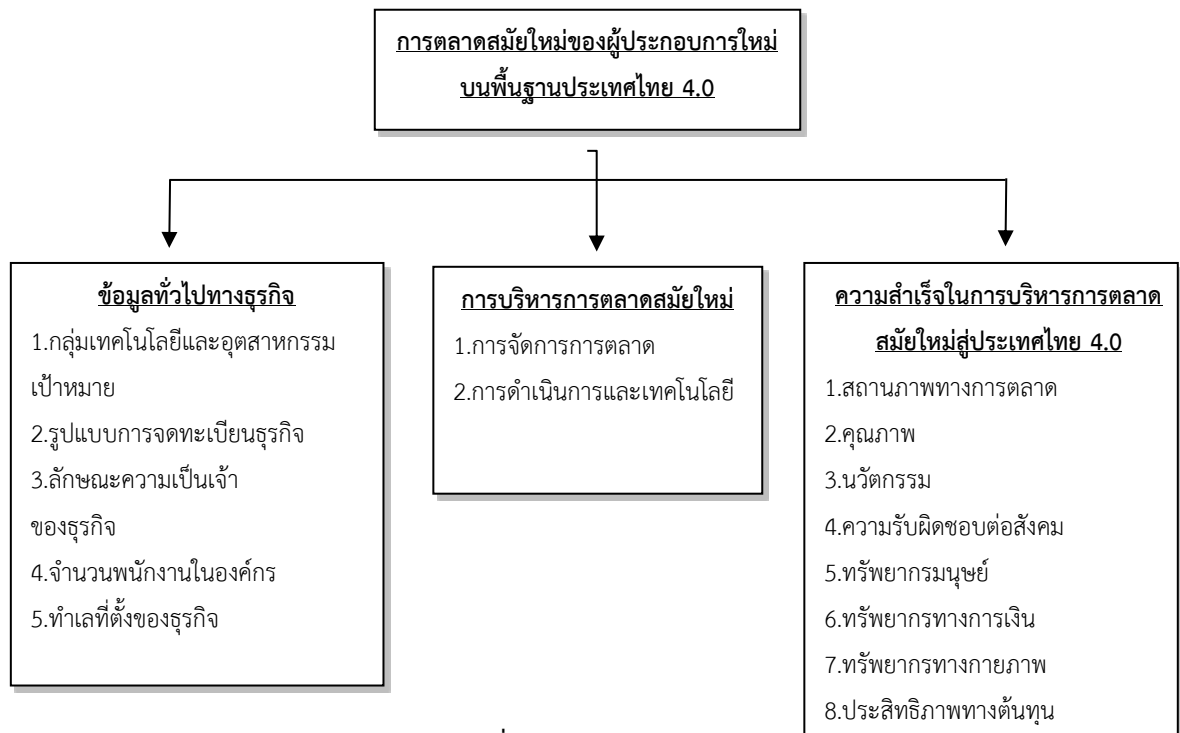 การตลาดสมัยใหม่ของผู้ประกอบการใหม่
บนพื้นฐานประเทศไทย 4.0
ข้อมูลทั่วไปทางธุรกิจ
1.กลุ่มเทคโนโลยีและอุตสาหกรรม
เป้าหมาย
2.รูปแบบการจดทะเบียนธุรกิจ
3.ลักษณะความเป็นเจ้า
ของธุรกิจ
4.จำนวนพนักงานในองค์กร
5.ทำเลที่ตั้งของธุรกิจ
การบริหารการตลาดสมัยใหม่
1.การจัดการการตลาด
2.การดำเนินการและเทคโนโลยี
ความสำเร็จในการบริหารการตลาด
สมัยใหม่สู่ประเทศไทย 4.0
1.สถานภาพทางการตลาด
2.คุณภาพ
3.นวัตกรรม
4.ความรับผิดชอบต่อสังคม
5.ทรัพยากรมนุษย์
6.ทรัพยากรทางการเงิน
7.ทรัพยากรทางกายภาพ
8.ประสิทธิภาพทางต้นทุน